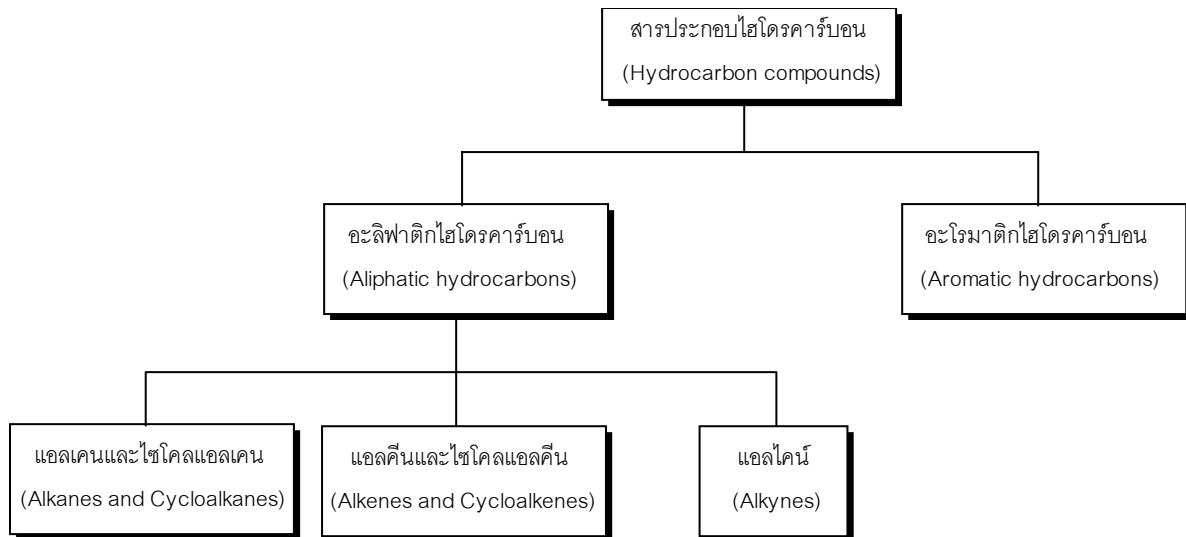 สารประกอบไฮโดรคาร์บอน
(Hydrocarbon compounds)
อะลิฟาติกไฮโดรคาร์บอน
(Aliphatic hydrocarbons)
อะโรมาติกไฮโดรคาร์บอน
(Aromatic hydrocarbons)
แอลเคนและไซโคลแอลเคน
(Alkanes and Cycloalkanes)
แอลคีนและไซโคลแอลคีน
(Alkenes and Cycloalkenes)
แอลไคน์
(Alkynes)